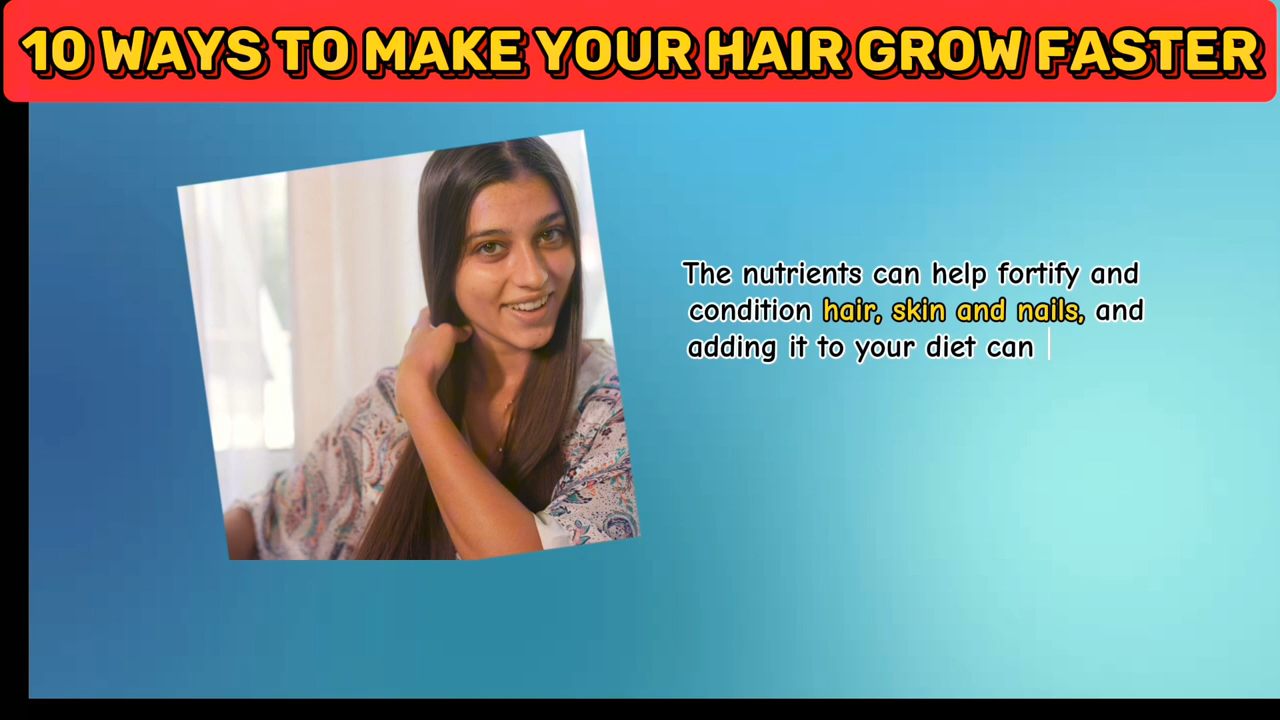 10 WAYS TO MAKE YOUR HAIR GROW FASTER
The nutrients can help fortify and
condition hair, skin and nails, and
adding it to your diet can